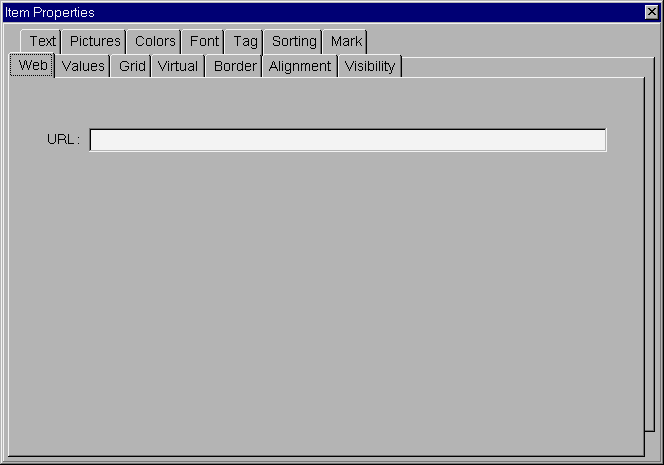 Item Properties
Text Pictures Colors Font Tag Sorting Mark
Web Values Grid Virtual Border Alignment Visibility
URL: